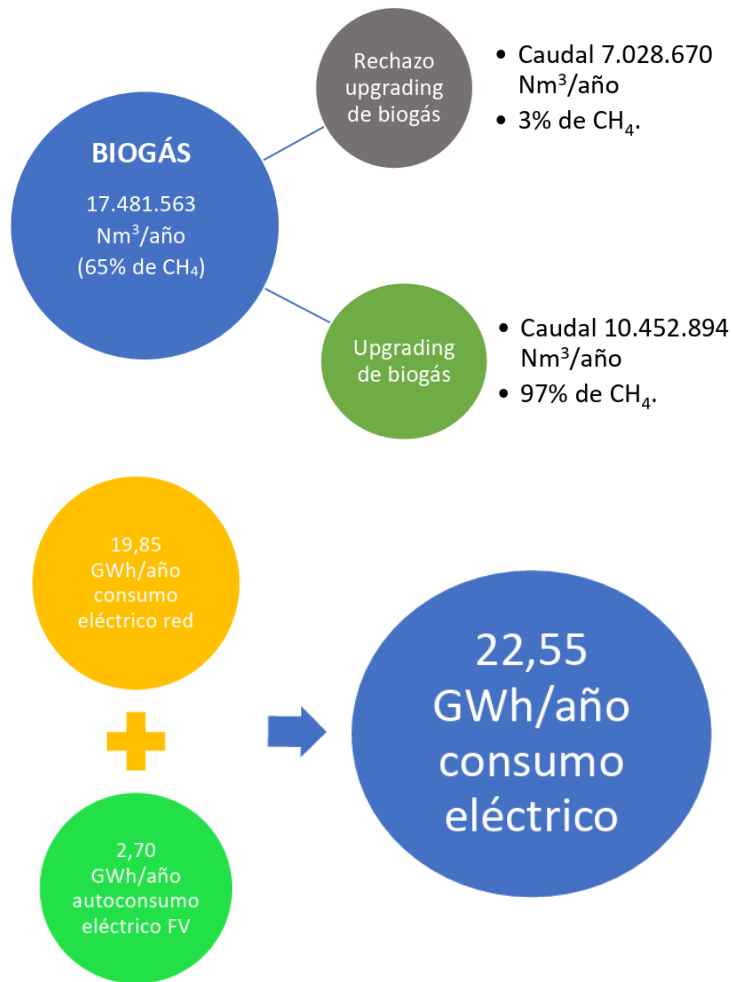 Rechazo
upgrading
de biogás
• Caudal 7.028.670
Nm³/año
• 3% de CH₄.
BIOGÁS
17.481.563
Nm³/año
(65% de CH₄)
Upgrading
de biogás
• Caudal 10.452.894
Nm³/año
• 97% de CH₄.
19,85
GWh/año
consumo
eléctrico red
22,55
GWh/año
consumo
eléctrico
2,70
GWh/año
autoconsumo
eléctrico FV